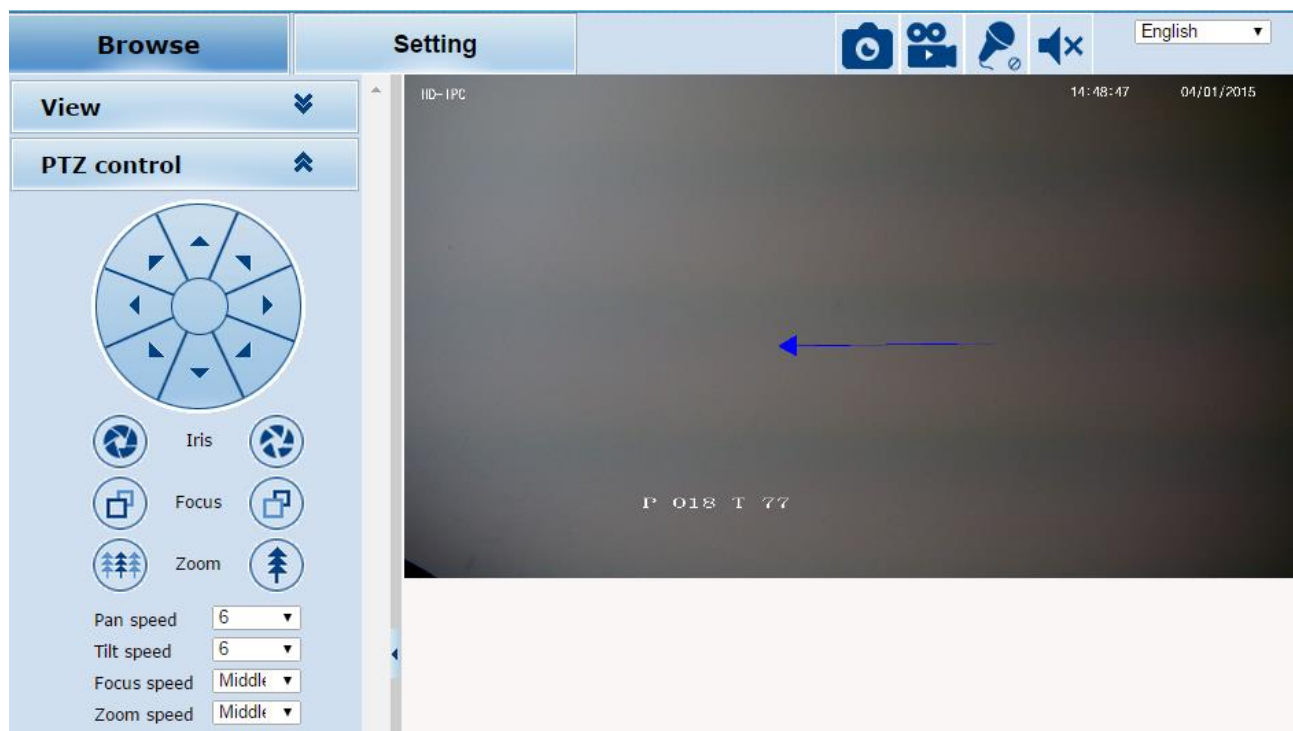 Browse
Setting
English
View
PTZ control
HD-IPC
14:48:47 04/01/2015
Iris
Focus
Zoom
P 018 T 77
Pan speed 6
Tilt speed 6
Focus speed Middle
Zoom speed Middle